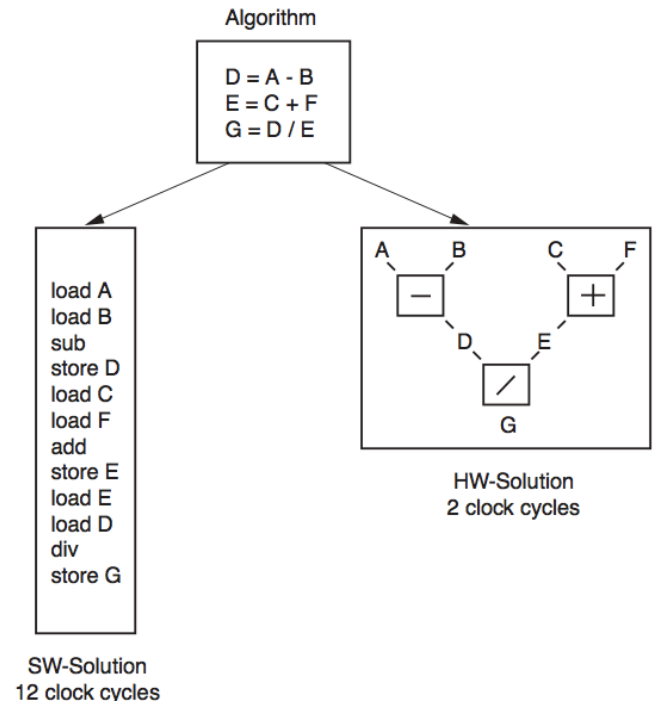 Algorithm
D = A - B
E = C + F
G = D / E
load A
load B
sub
store D
load C
load F
add
store E
load E
load D
div
store G
SW-Solution
12 clock cycles
A B C F
− +
D E
/
G
HW-Solution
2 clock cycles